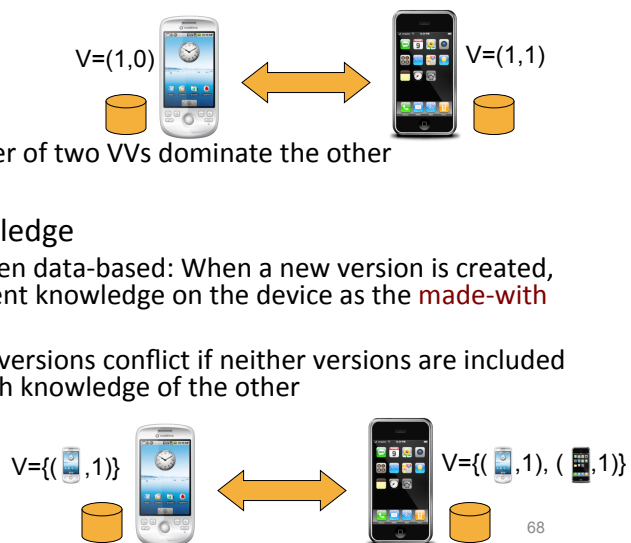 V=(1,0)
V=(1,1)
er of two VVs dominate the other
ledge
en data-based: When a new version is created,
ent knowledge on the device as the made-with
versions conflict if neither versions are included
h knowledge of the other
V={( ,1)}
V={( ,1), ( ,1)}
68